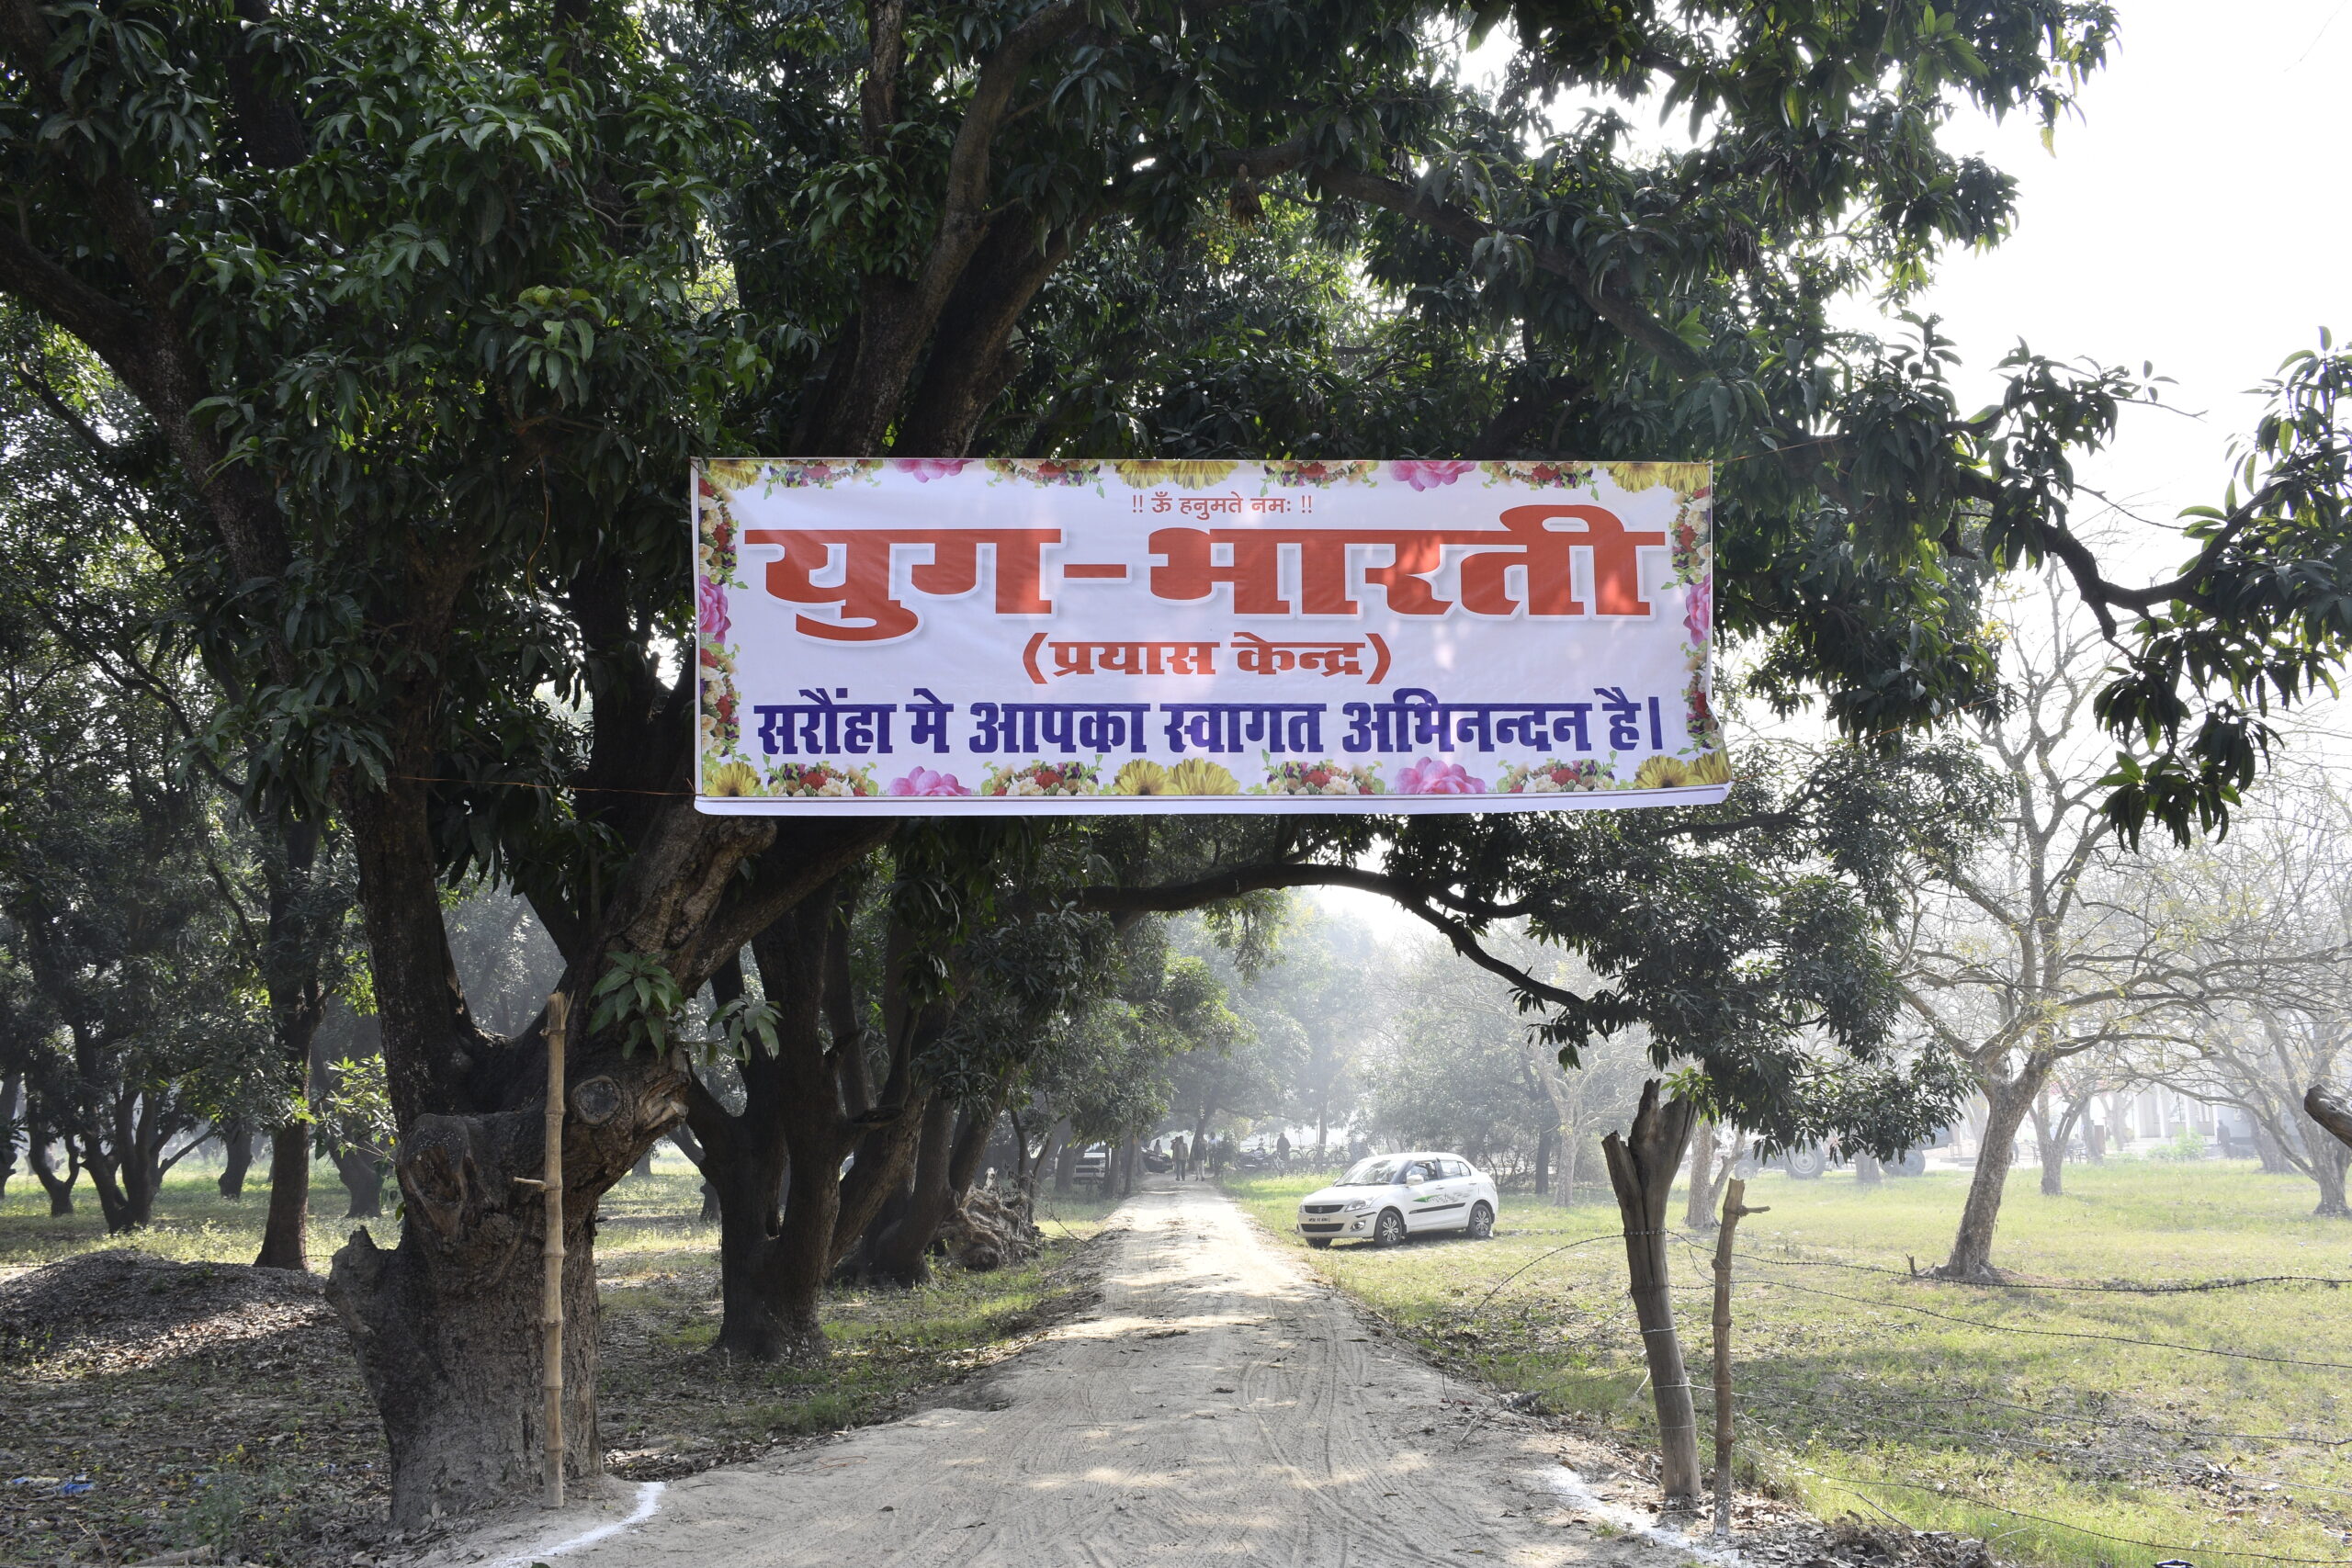 !! ॐ हनुमते नमः !!
युग-भारती
(प्रयास केन्द्र)
सरौंहा मे आपका स्वागत अभिनन्दन है।